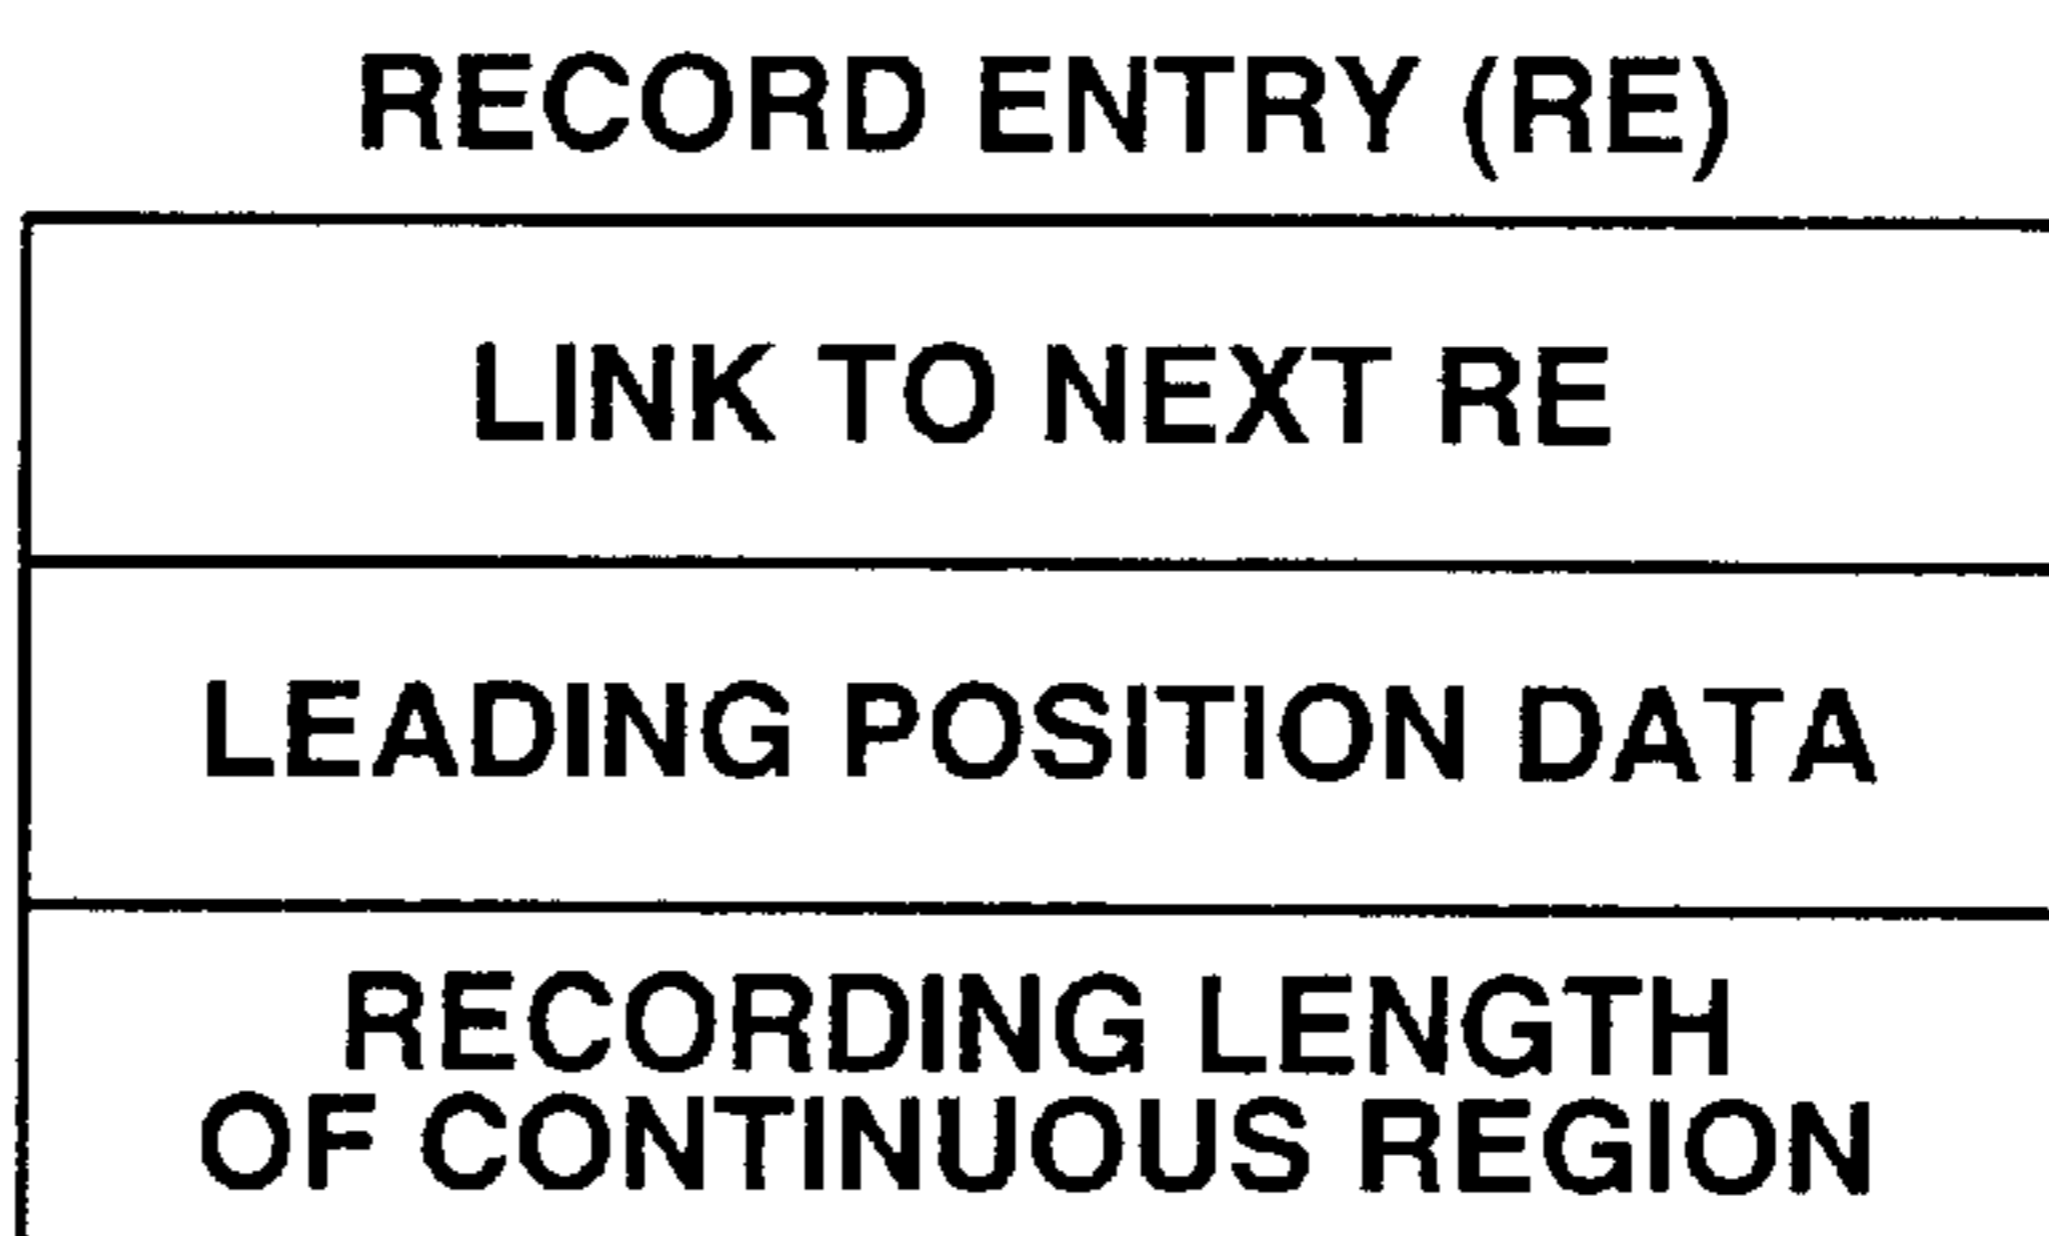 RECORD ENTRY (RE)
LINK TO NEXT RE
LEADING POSITION DATA
RECORDING LENGTH
OF CONTINUOUS REGION